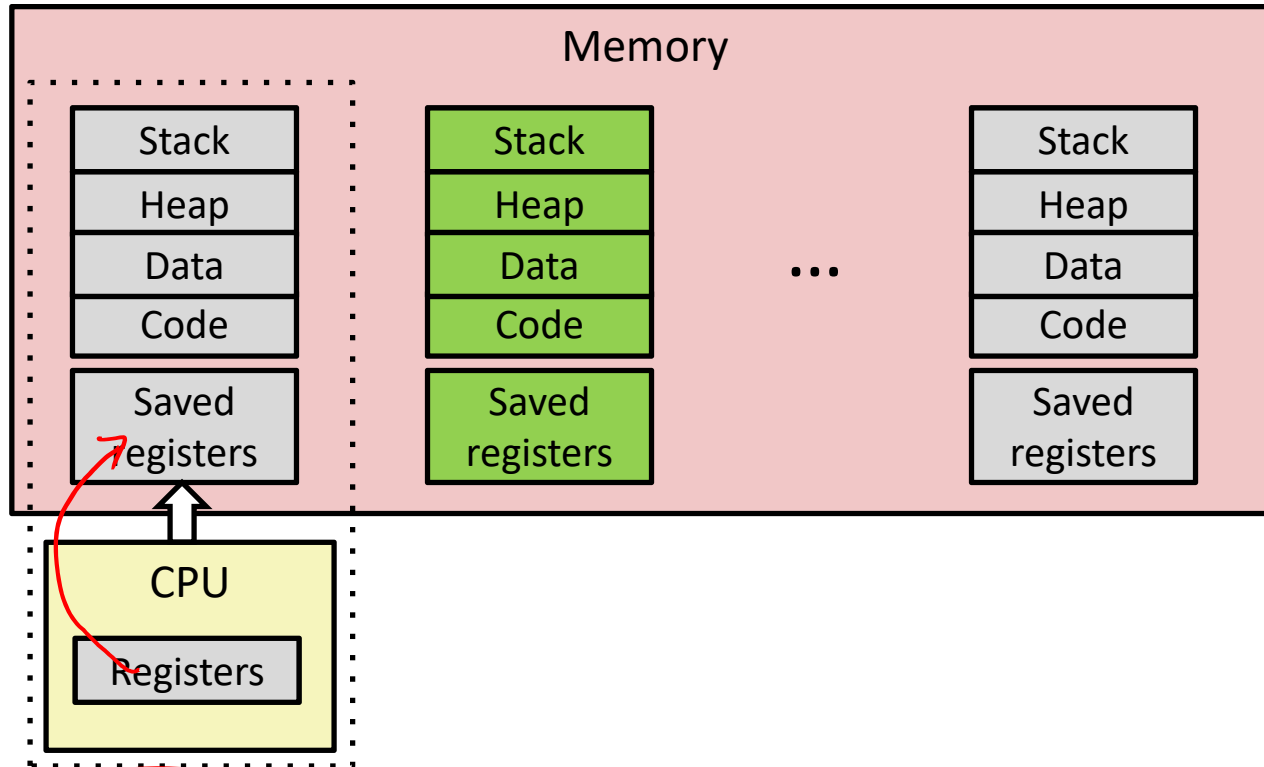 Memory
Stack
Heap
Data
Code
Saved
registers
Stack
Heap
Data
Code
Saved
registers
...
Stack
Heap
Data
Code
Saved
registers
CPU
Registers